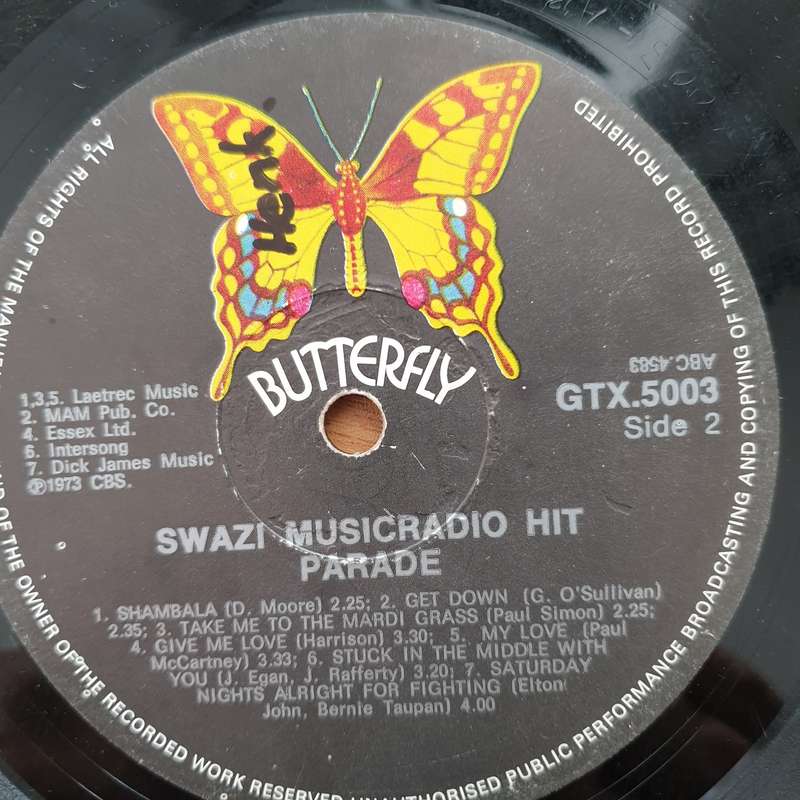 Henk.
BUTTERFLY
1,3,5. Laetrec Music
2. MAM Pub. Co.
4. Essex Ltd.
6. Intersong
7. Dick James Music
℗1973 CBS.
ABC.4583
GTX.5003
Side 2
SWAZI MUSICRADIO HIT
PARADE
1. SHAMBALA (D. Moore) 2.25; 2. GET DOWN (G. O'Sullivan)
2.35; 3. TAKE ME TO THE MARDI GRASS (Paul Simon) 2.25;
4. GIVE ME LOVE (Harrison) 3.30; 5. MY LOVE (Paul
McCartney) 3.33; 6. STUCK IN THE MIDDLE WITH
YOU (J. Egan, J. Rafferty) 3.20; 7. SATURDAY
NIGHTS ALRIGHT FOR FIGHTING (Elton
John, Bernie Taupan) 4.00
ALL RIGHTS OF THE OF THE OWNER OF THE RECORDED WORK RESERVED UNAUTHORISED PUBLIC PERFORMANCE BROADCASTING AND COPYING OF THIS RECORD PROHIBITED